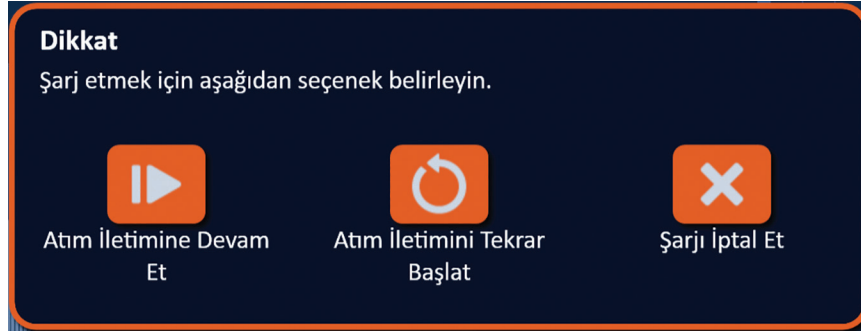 Dikkat
Şarj etmek için aşağıdan seçenek belirleyin.
Atım İletimine Devam
Et
Atım İletimini Tekrar
Başlat
Şarjı İptal Et